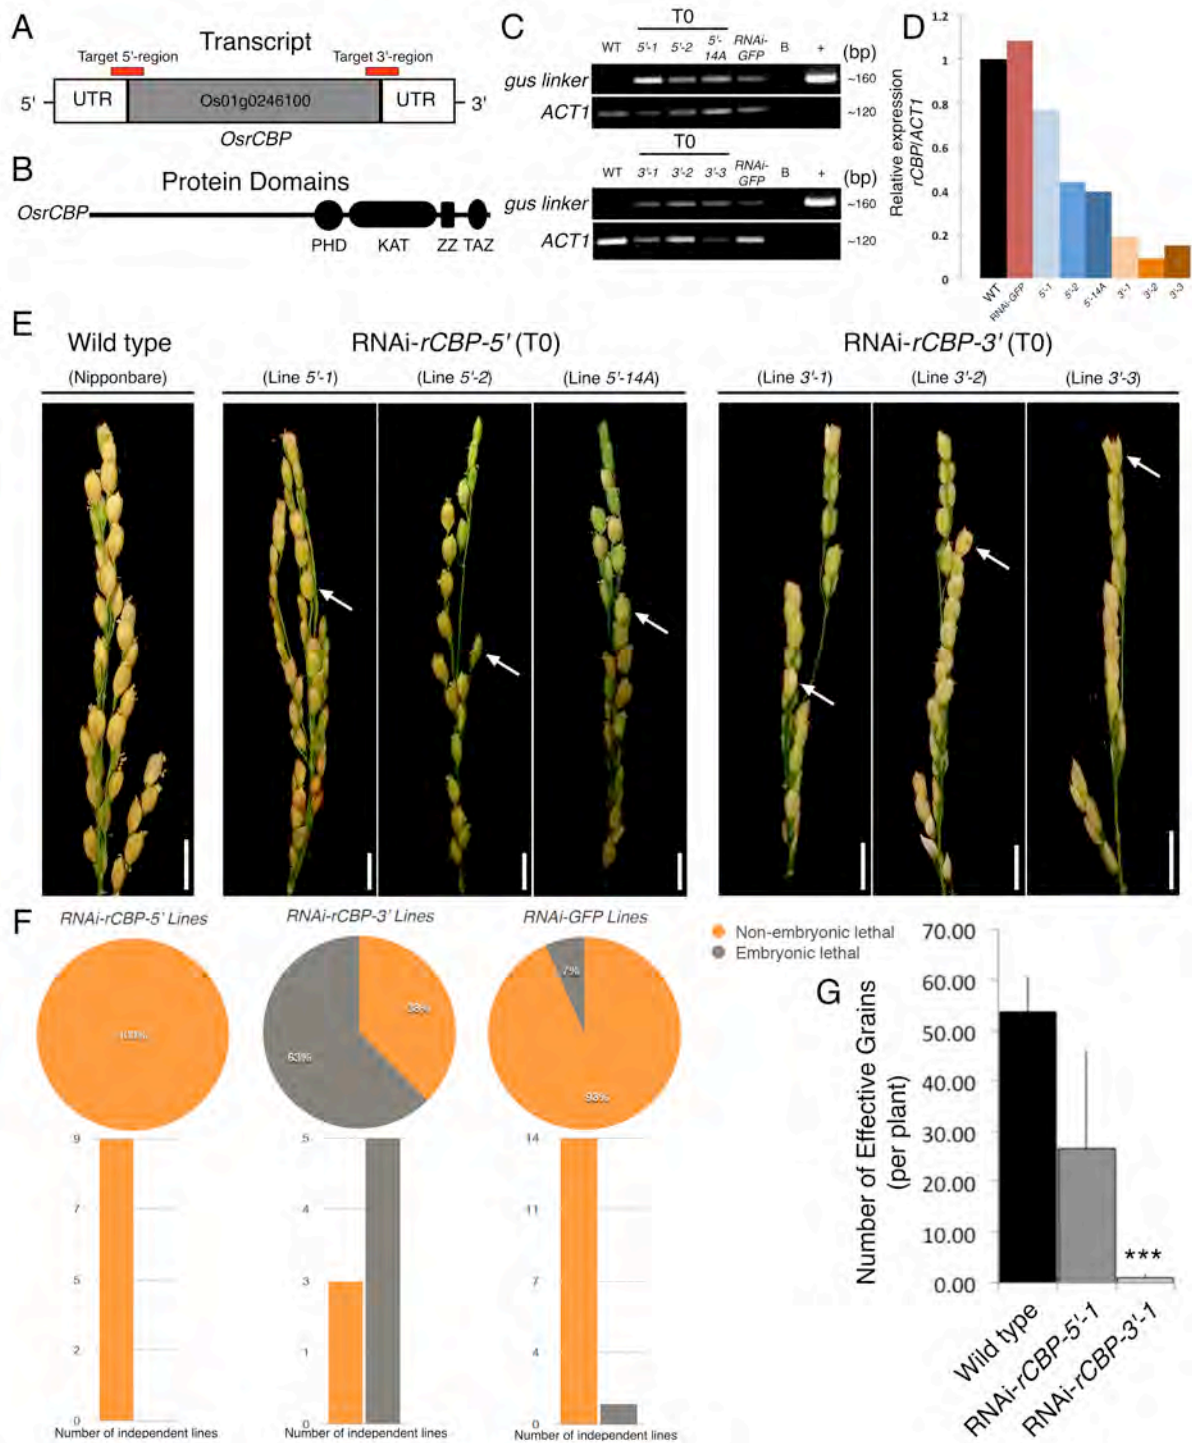 A
Transcript
Target 5'-region
Target 3'-region
5'
UTR
Os01g0246100
UTR
3'
OsrCBP
B
Protein Domains
OsrCBP
PHD
KAT
ZZ
TAZ
C
T0
WT
5'-1
5'-2
5'-14A
RNAi-GFP
B
+
(bp)
gus linker
~160
ACT1
~120
T0
WT
3'-1
3'-2
3'-3
RNAi-GFP
B
+
(bp)
gus linker
~160
ACT1
~120
D
Relative expression
rCBP/ACT1
1.2
1
0.8
0.6
0.4
0.2
0
WT
RNAi-GFP
5'-1
5'-2
5'-14A
3'-1
3'-2
3'-3
E
Wild type
(Nipponbare)
RNAi-rCBP-5' (T0)
(Line 5'-1)
(Line 5'-2)
(Line 5'-14A)
RNAi-rCBP-3' (T0)
(Line 3'-1)
(Line 3'-2)
(Line 3'-3)
F
RNAi-rCBP-5' Lines
RNAi-rCBP-3' Lines
RNAi-GFP Lines
Non-embryonic lethal
Embryonic lethal
100%
38%
63%
7%
93%
9
7
5
2
0
Number of independent lines
5
4
3
1
0
Number of independent lines
14
11
7
4
0
Number of independent lines
G
Number of Effective Grains
(per plant)
70.00
60.00
50.00
40.00
30.00
20.00
10.00
0.00
***
Wild type
RNAi-rCBP-5'-1
RNAi-rCBP-3'-1